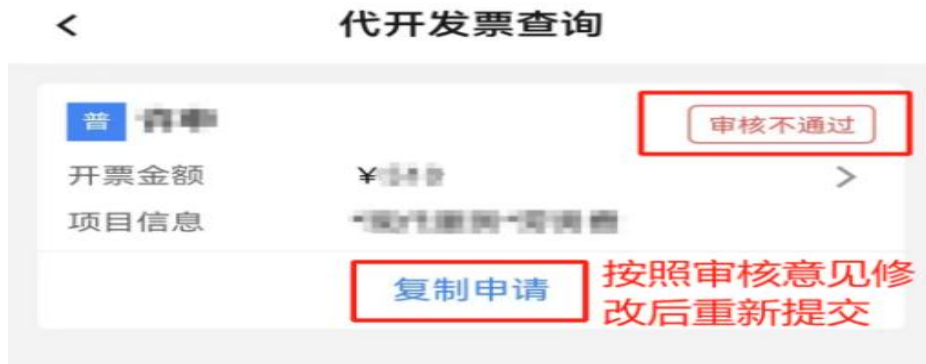 代开发票查询
普
审核不通过
开票金额 ¥
项目信息
复制申请
按照审核意见修
改后重新提交